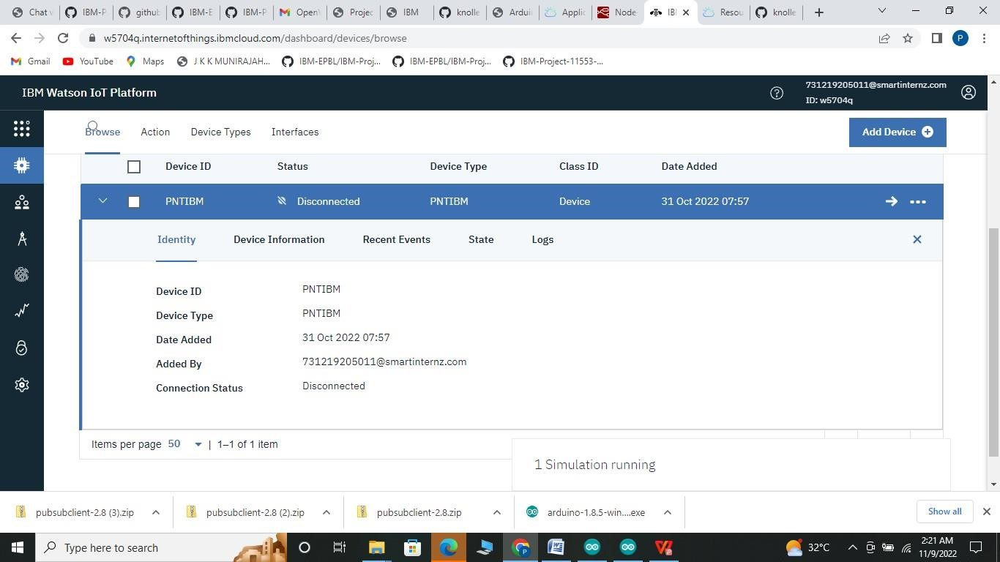 Chat w
IBM-P
github
IBM-E
IBM-P
Open
Projec
IBM
knolle
Arduin
Applic
Node-
IB
Resou
knolle
w5704q.internetofthings.ibmcloud.com/dashboard/devices/browse
P
Gmail
YouTube
Maps
J K K MUNIRAJAH...
IBM-EPBL/IBM-Proj...
IBM-EPBL/IBM-Proj...
IBM-Project-11553-...
IBM Watson IoT Platform
731219205011@smartinternz.com
ID: w5704q
Browse Action Device Types Interfaces
Add Device
Device ID Status Device Type Class ID Date Added
PNTIBM Disconnected PNTIBM Device 31 Oct 2022 07:57
Identity Device Information Recent Events State Logs
Device ID PNTIBM
Device Type PNTIBM
Date Added 31 Oct 2022 07:57
Added By 731219205011@smartinternz.com
Connection Status Disconnected
Items per page 50 | 1–1 of 1 item
1 Simulation running
pubsubclient-2.8 (3).zip
pubsubclient-2.8 (2).zip
pubsubclient-2.8.zip
arduino-1.8.5-win....exe
Show all
Type here to search
32°C
2:21 AM
11/9/2022